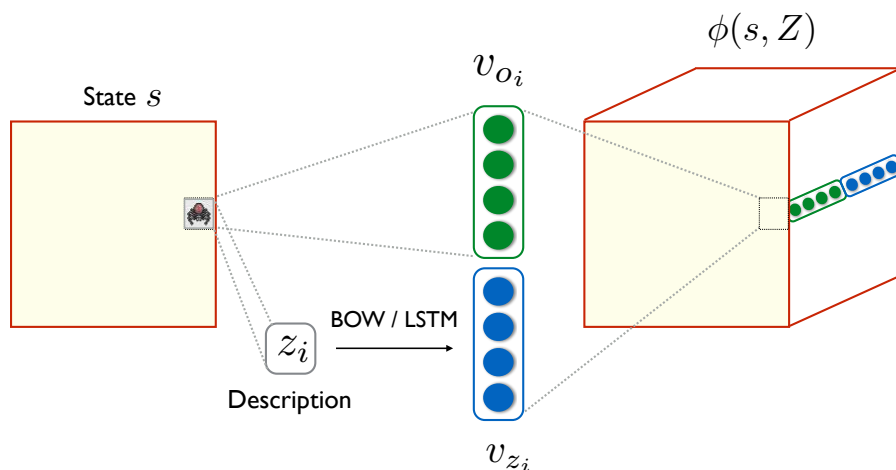 State s
z_i
Description
BOW / LSTM
v_{o_i}
v_{z_i}
ϕ(s, Z)